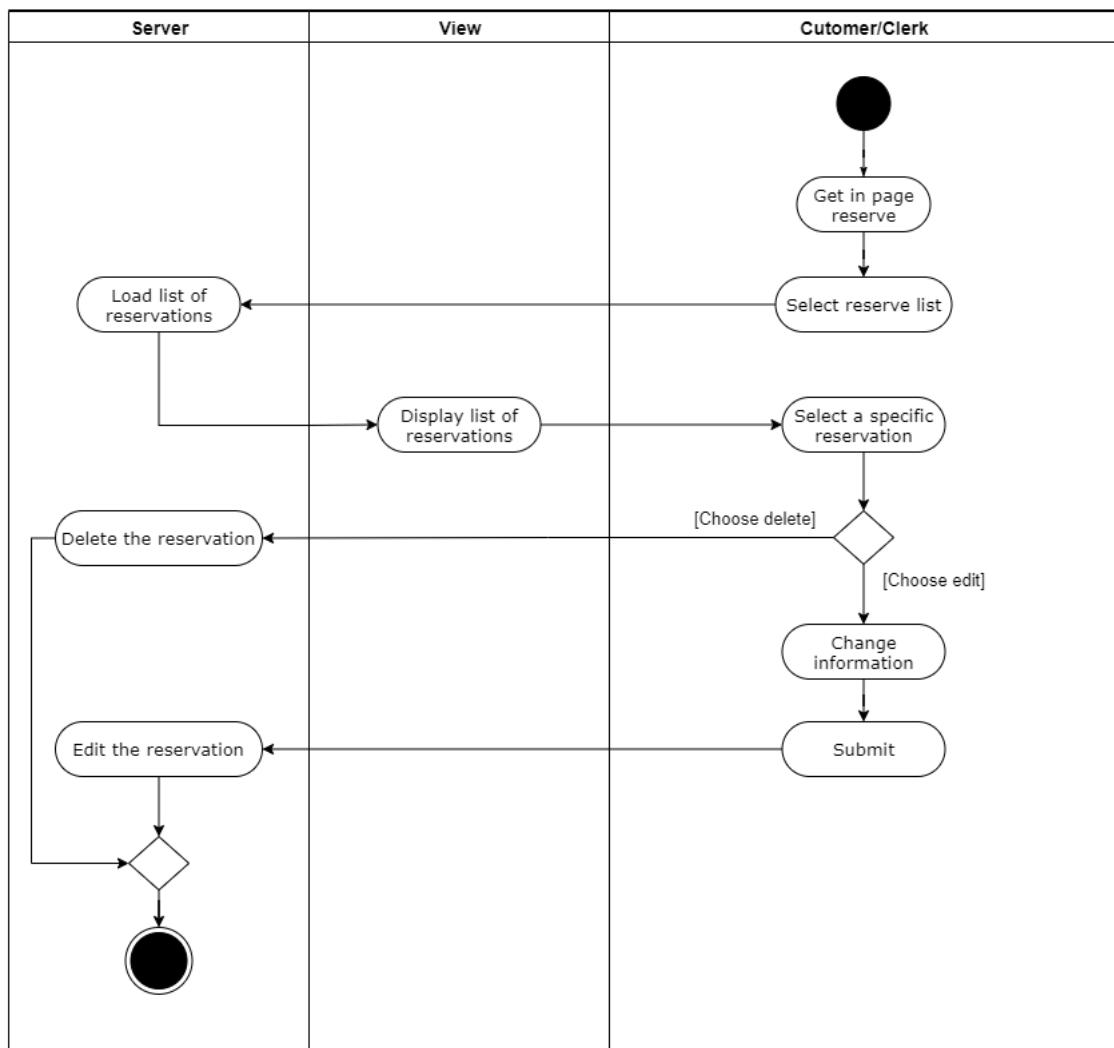 Server
View
Cutomer/Clerk
Get in page
reserve
Load list of
reservations
Select reserve list
Display list of
reservations
Select a specific
reservation
[Choose delete]
Delete the reservation
[Choose edit]
Change
information
Edit the reservation
Submit